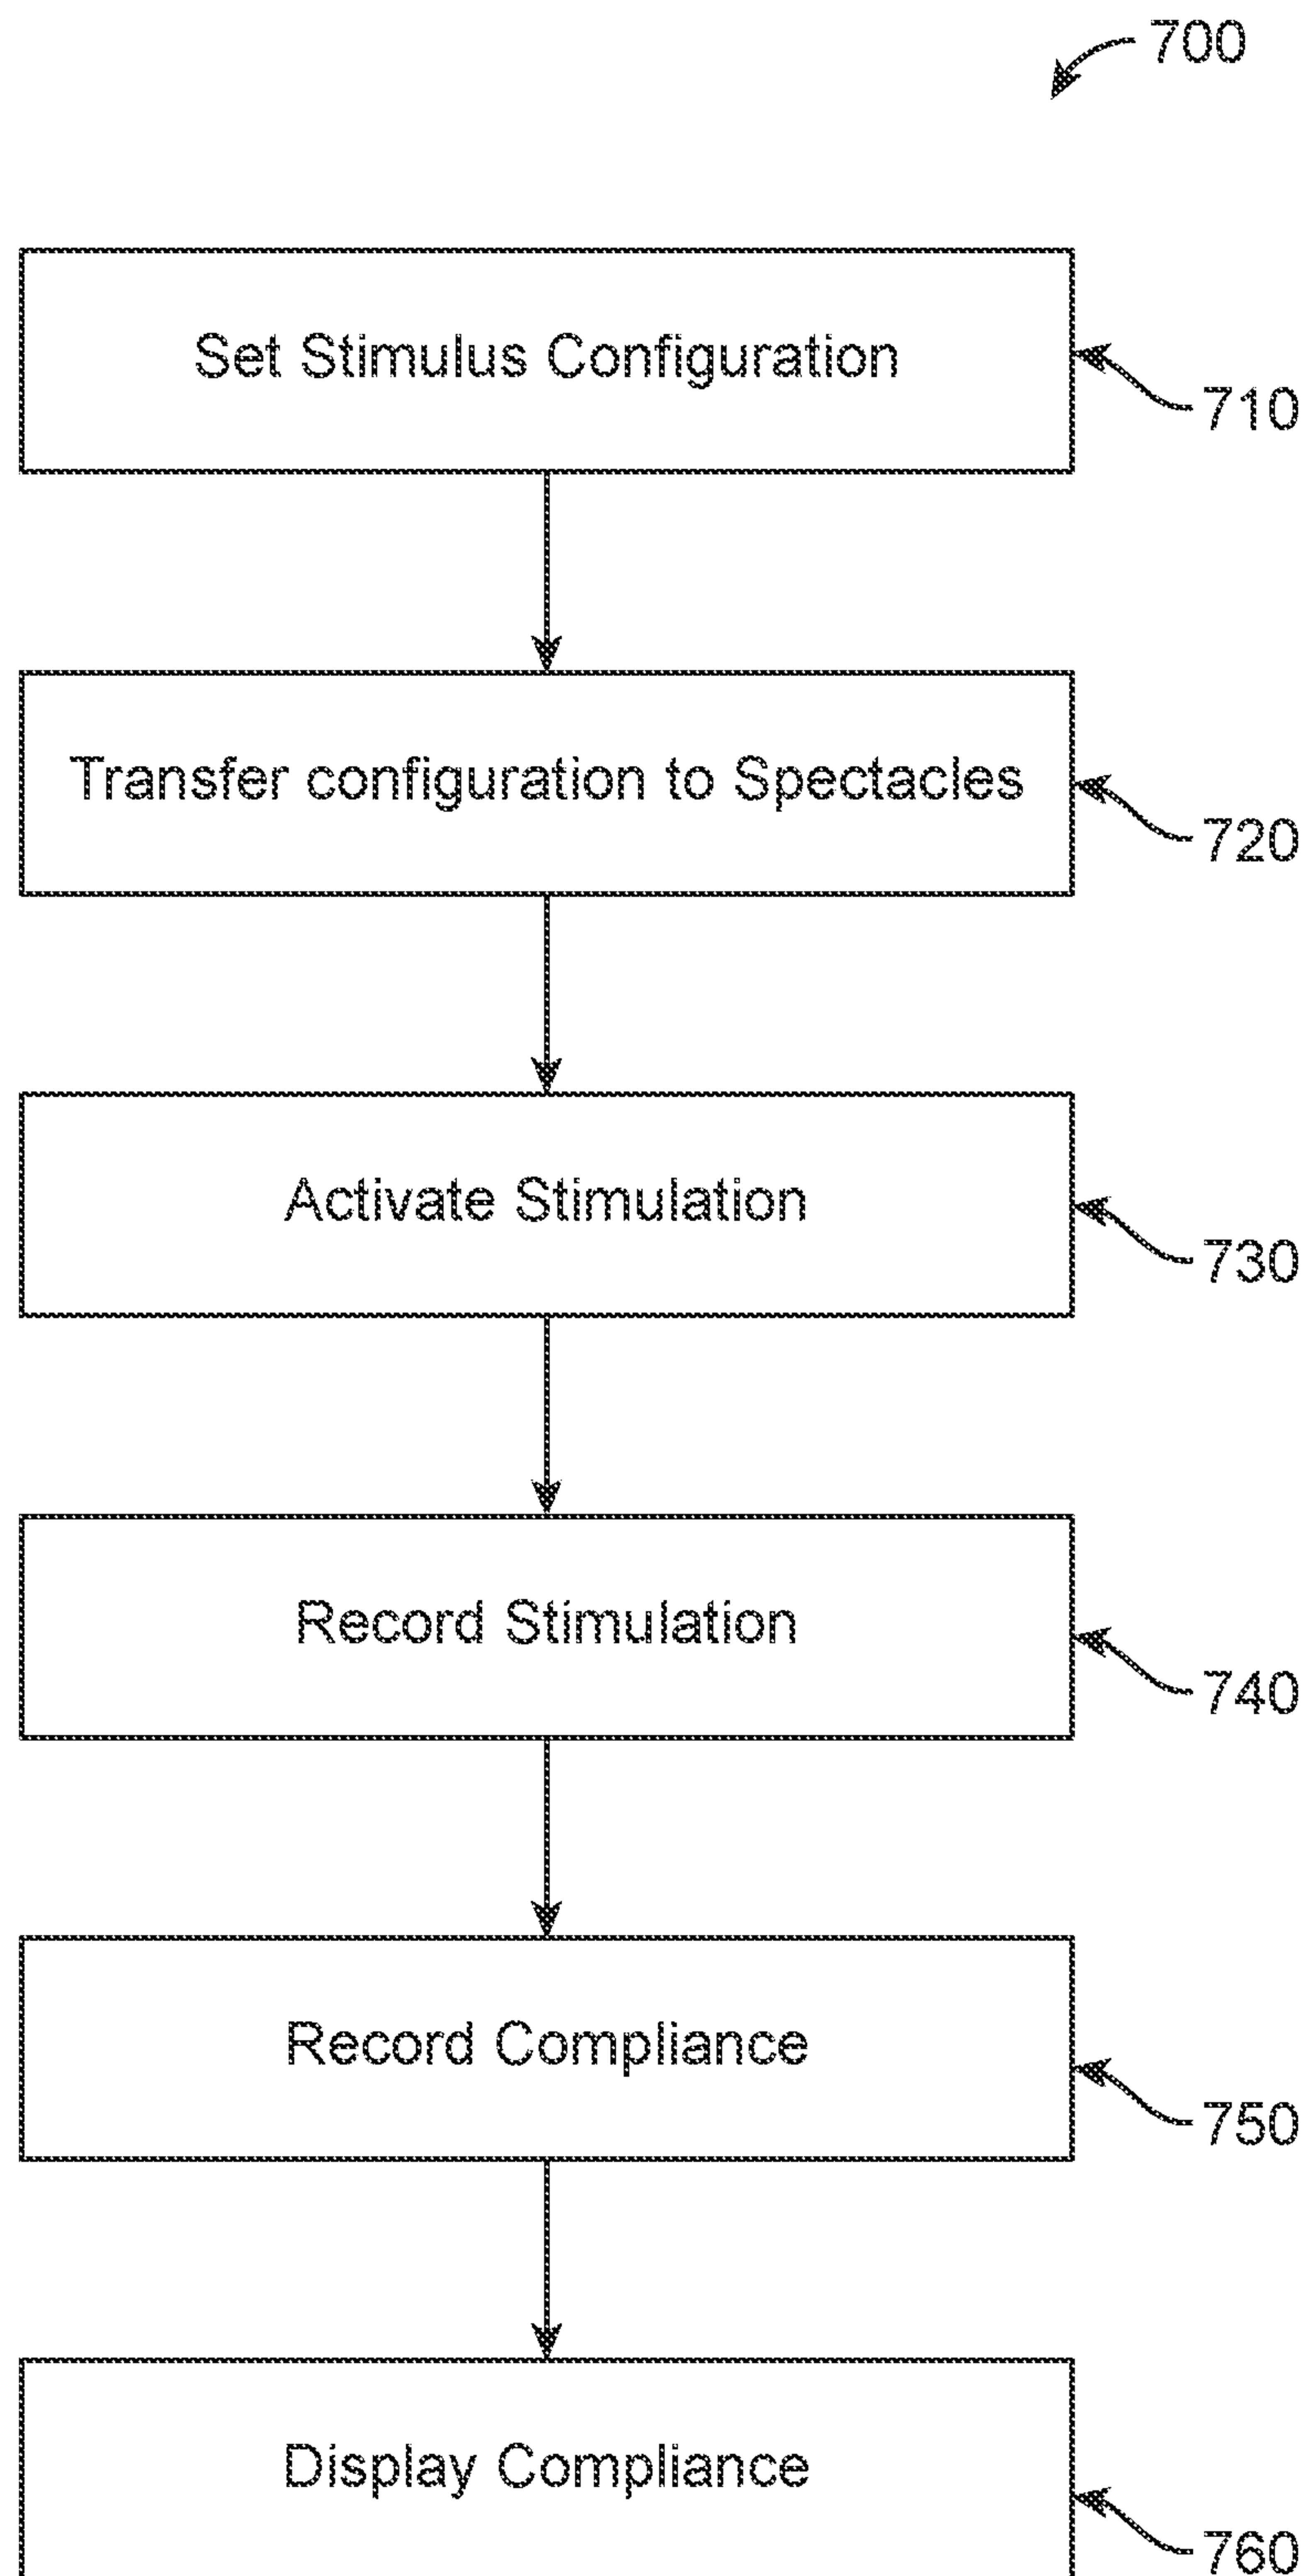 700
Set Stimulus Configuration
710
Transfer configuration to Spectacles
720
Activate Stimulation
730
Record Stimulation
740
Record Compliance
750
Display Compliance
760